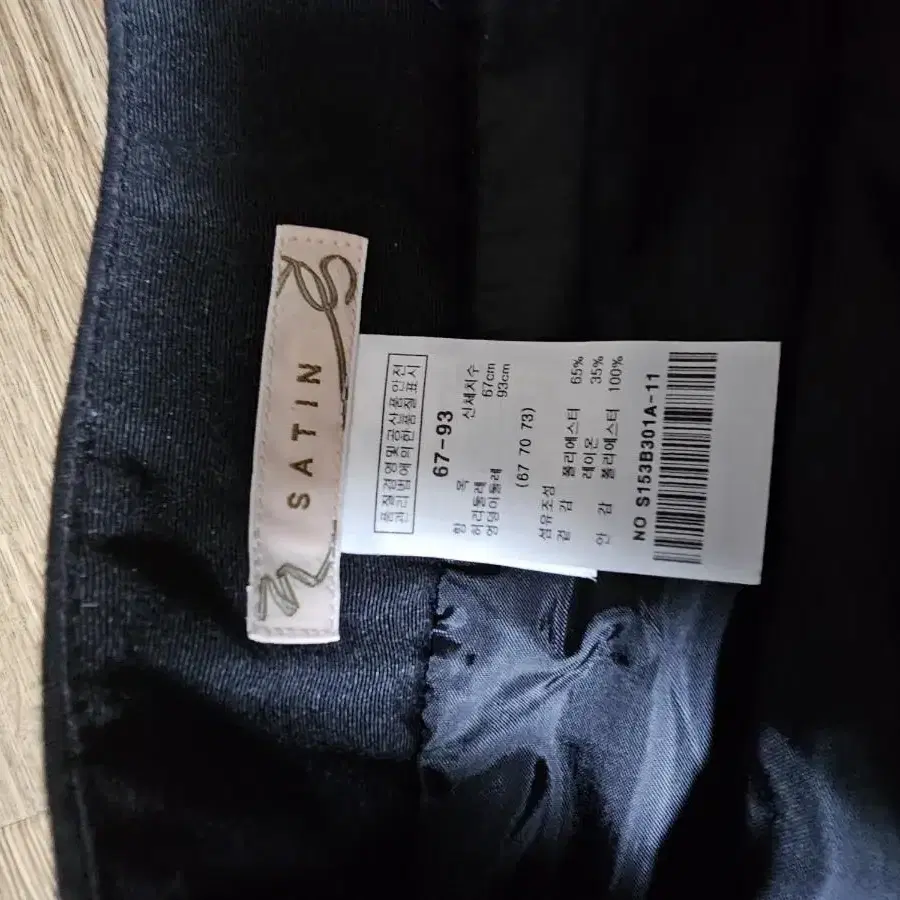 SATIN
품질경영및공산품안전
관리법에의한품질표시
67-93
항 목 신체치수
허리둘레 67cm
엉덩이둘레 93cm
(67 70 73)
섬유조성
겉 감 폴리에스터 65%
레이온 35%
안 감 폴리에스터 100%
NO S153B301A-11